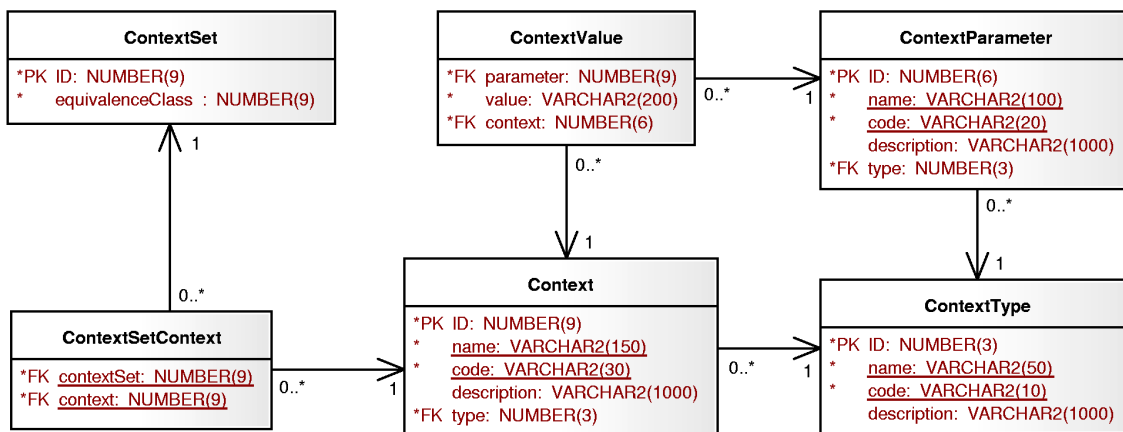 ContextSet
*PK ID: NUMBER(9)
* equivalenceClass : NUMBER(9)
1
0..*
ContextValue
*FK parameter: NUMBER(9)
* value: VARCHAR2(200)
*FK context: NUMBER(6)
0..*
1
0..*
1
ContextParameter
*PK ID: NUMBER(6)
* name: VARCHAR2(100)
* code: VARCHAR2(20)
description: VARCHAR2(1000)
*FK type: NUMBER(3)
0..*
1
ContextSetContext
*FK contextSet: NUMBER(9)
*FK context: NUMBER(9)
0..*
1
Context
*PK ID: NUMBER(9)
* name: VARCHAR2(150)
* code: VARCHAR2(30)
description: VARCHAR2(1000)
*FK type: NUMBER(3)
0..*
1
ContextType
*PK ID: NUMBER(3)
* name: VARCHAR2(50)
* code: VARCHAR2(10)
description: VARCHAR2(1000)